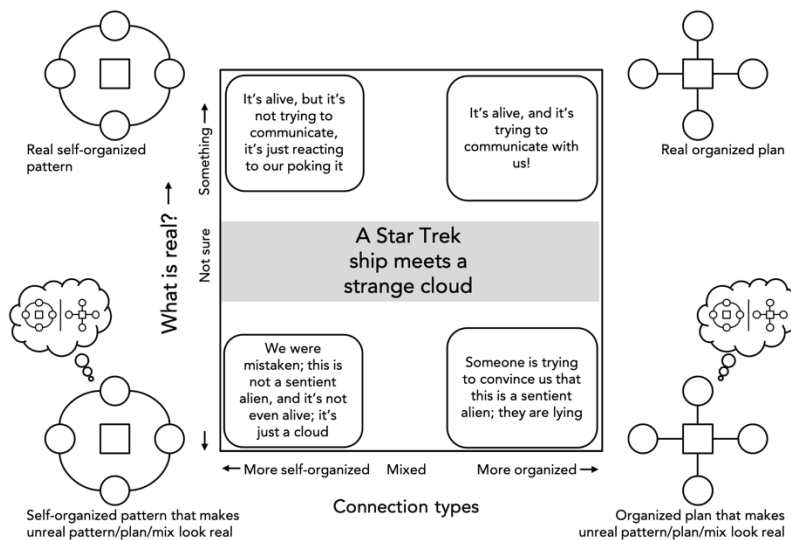 Real self-organized
pattern
It's alive, but it's
not trying to
communicate,
it's just reacting
to our poking it
It's alive, and it's
trying to
communicate with
us!
Real organized plan
What is real?
Something
Not sure
A Star Trek
ship meets a
strange cloud
We were
mistaken; this is
not a sentient
alien, and it's not
even alive; it's
just a cloud
Someone is trying
to convince us that
this is a sentient
alien; they are lying
More self-organized Mixed More organized
Connection types
Self-organized pattern that makes
unreal pattern/plan/mix look real
Organized plan that makes
unreal pattern/plan/mix look real